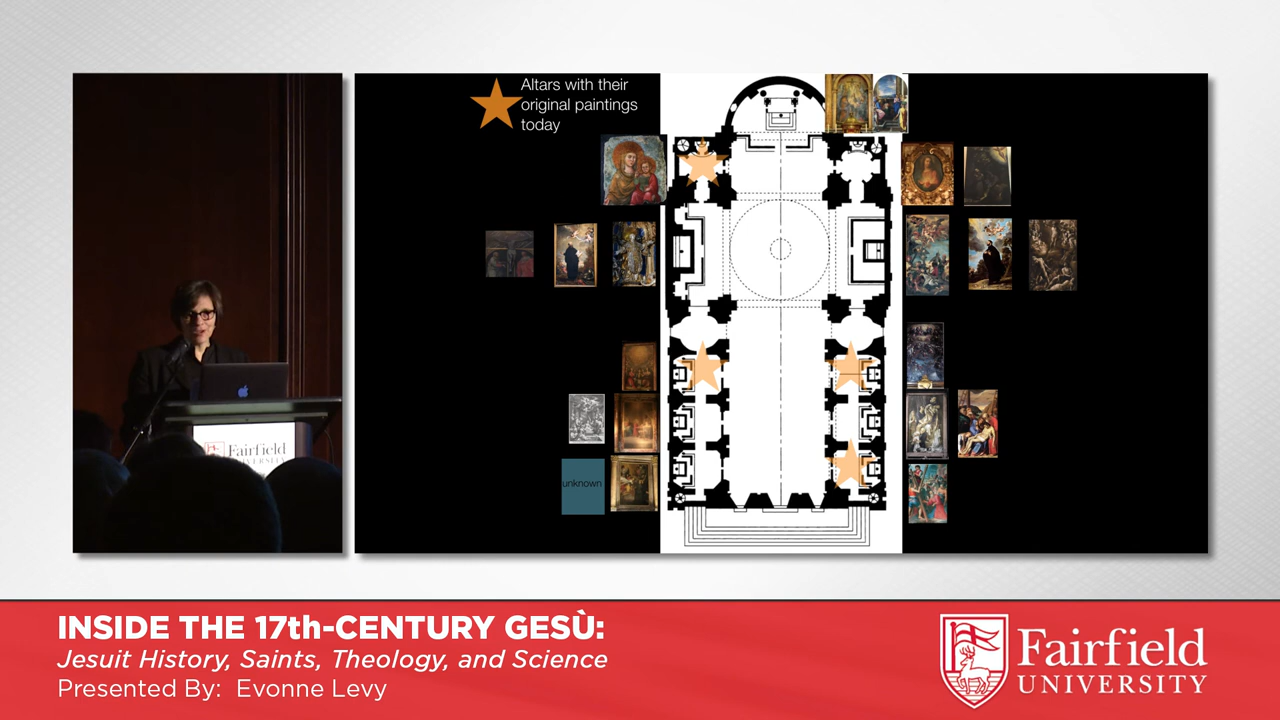 Altars with their
original paintings
today
unknown
Fairfield
UNIVERSITY
INSIDE THE 17th-CENTURY GESÙ:
Jesuit History, Saints, Theology, and Science
Presented By: Evonne Levy
Fairfield
UNIVERSITY